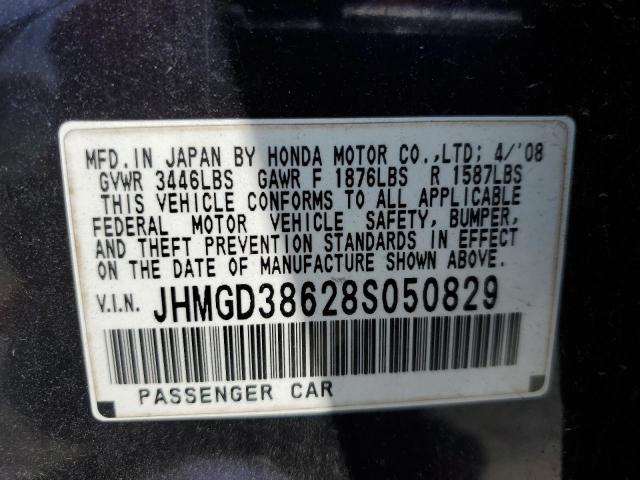 MFD. IN JAPAN BY HONDA MOTOR CO., LTD; 4/'08
GVWR 3446LBS GAWR F 1876LBS R 1587LBS
THIS VEHICLE CONFORMS TO ALL APPLICABLE
FEDERAL MOTOR VEHICLE SAFETY, BUMPER,
AND THEFT PREVENTION STANDARDS IN EFFECT
ON THE DATE OF MANUFACTURE SHOWN ABOVE.
V.I.N. JHMGD38628S050829
PASSENGER CAR